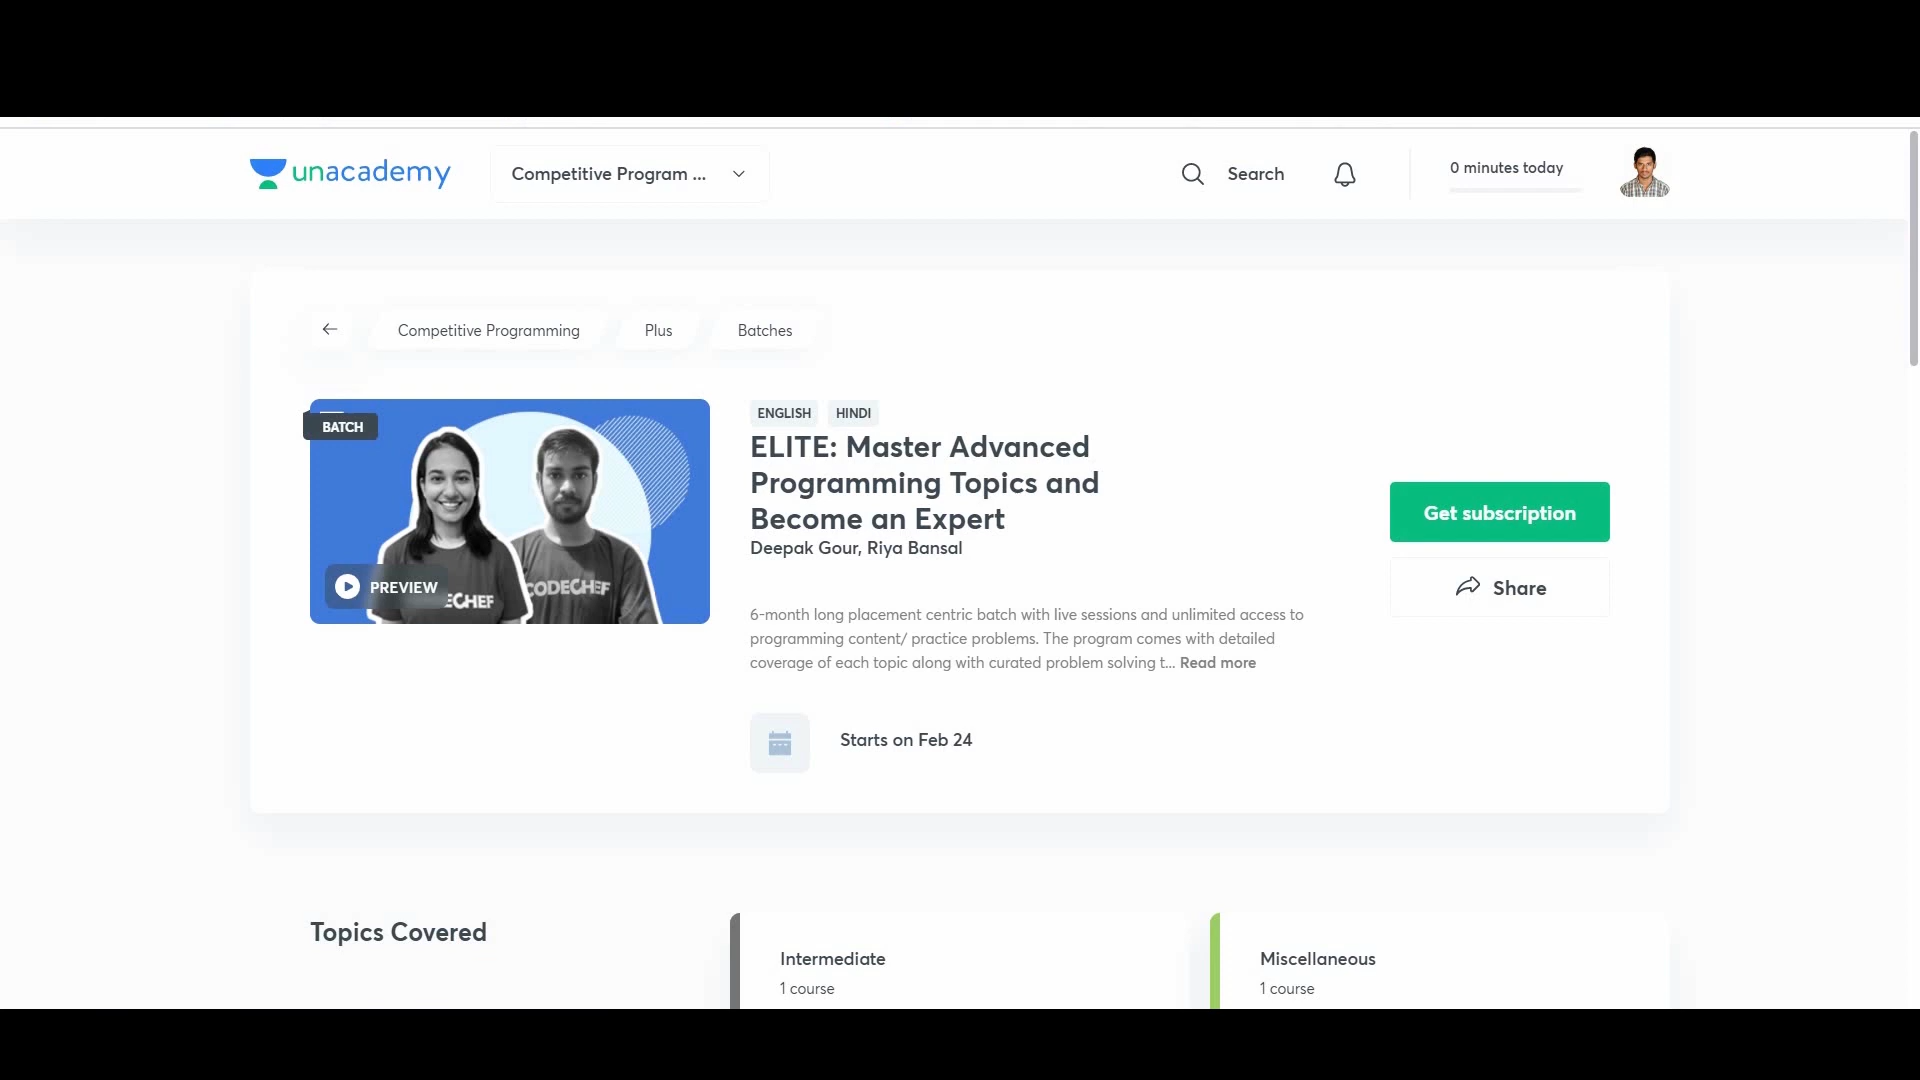 unacademy
Competitive Program ...
Search
0 minutes today
Competitive Programming
Plus
Batches
BATCH
PREVIEW
ECHEF
CODECHEF
ENGLISH
HINDI
ELITE: Master Advanced
Programming Topics and
Become an Expert
Deepak Gour, Riya Bansal
6-month long placement centric batch with live sessions and unlimited access to
programming content/ practice problems. The program comes with detailed
coverage of each topic along with curated problem solving t... Read more
Starts on Feb 24
Get subscription
Share
Topics Covered
Intermediate
1 course
Miscellaneous
1 course